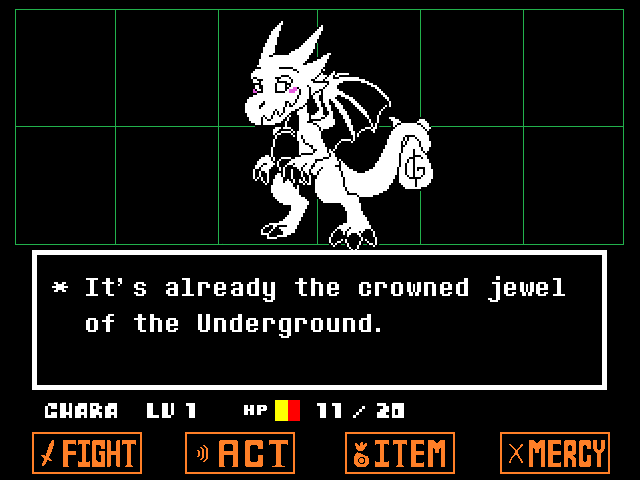 G
* It's already the crowned jewel
of the Underground.
CHARA LV 1 HP 11 / 20
FIGHT ACT ITEM MERCY